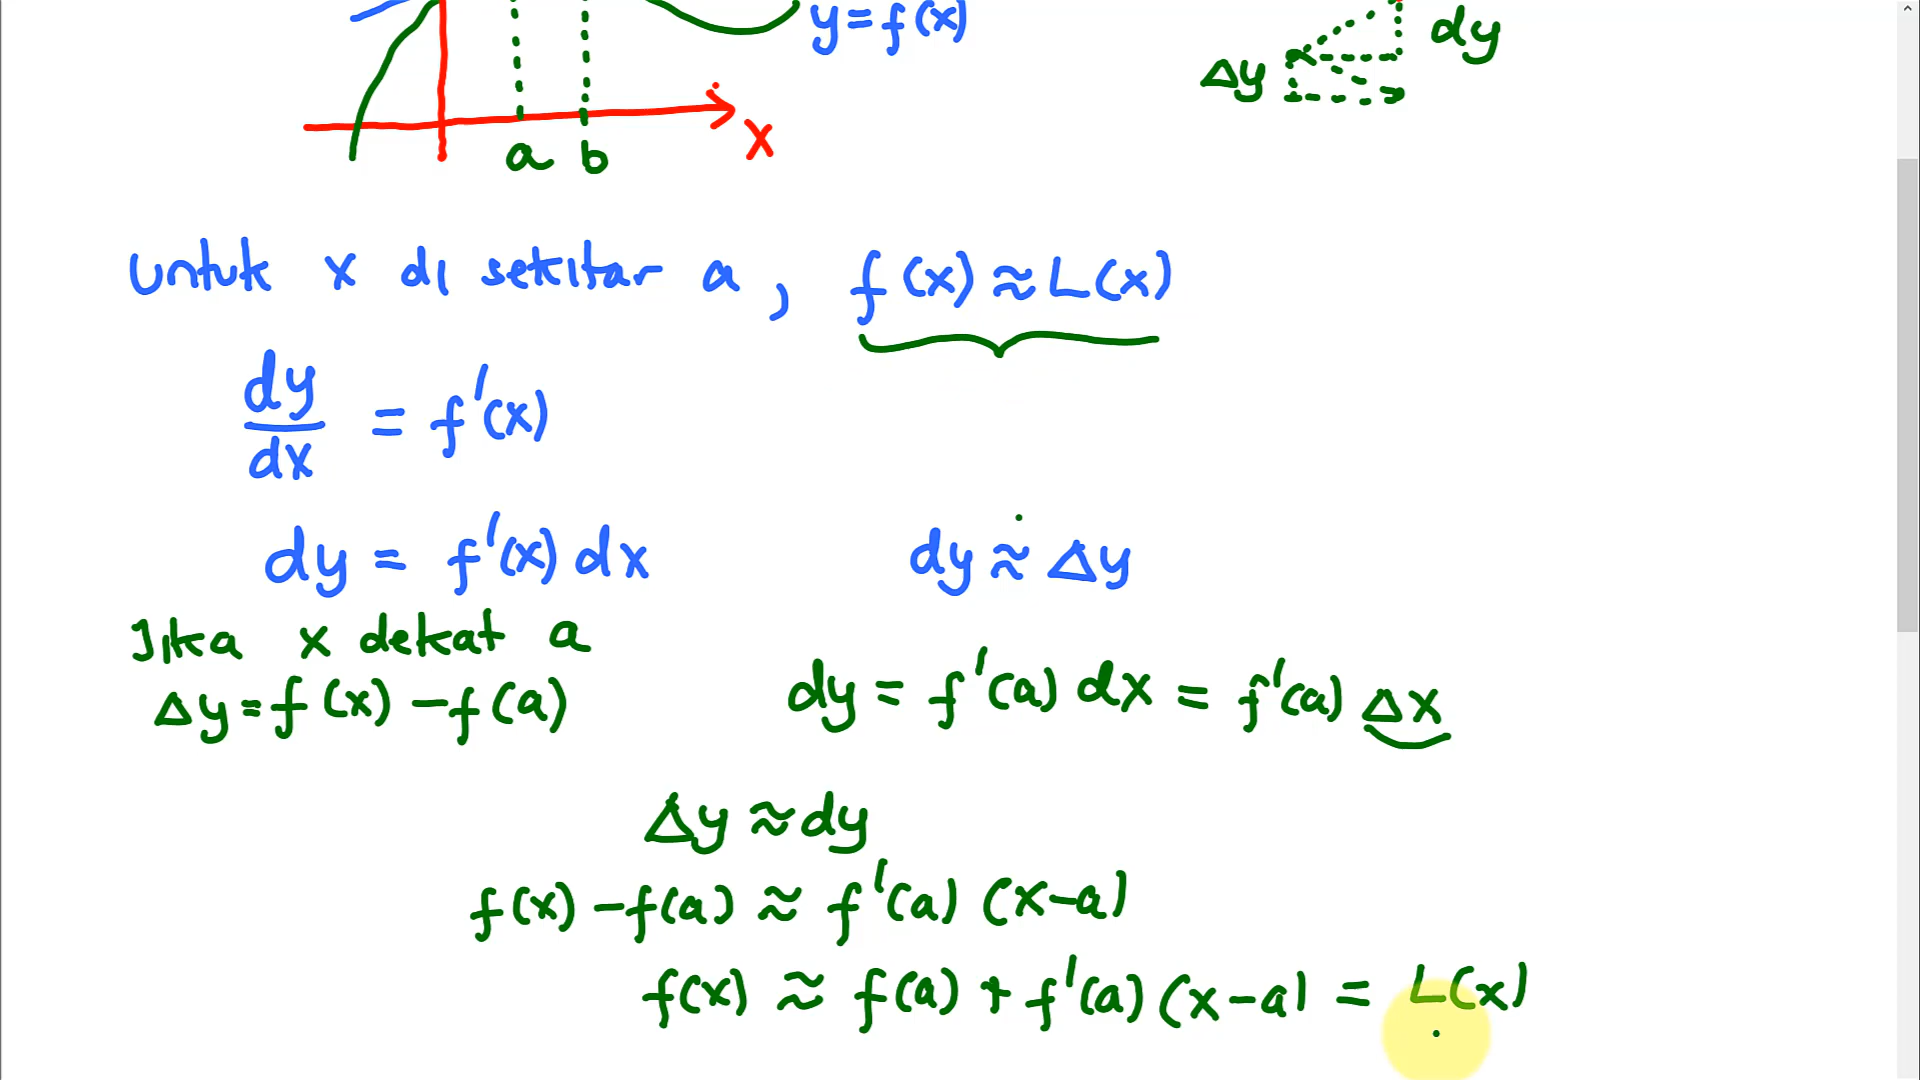 y = f(x)
dy
Δy
x
a b
Untuk x di sekitar a, f(x) ≈ L(x)
dy/dx = f'(x)
dy = f'(x) dx dy ≈ Δy
Jika x dekat a
Δy = f(x) - f(a) dy = f'(a) dx = f'(a) Δx
Δy ≈ dy
f(x) - f(a) ≈ f'(a) (x-a)
f(x) ≈ f(a) + f'(a) (x-a) = L(x)